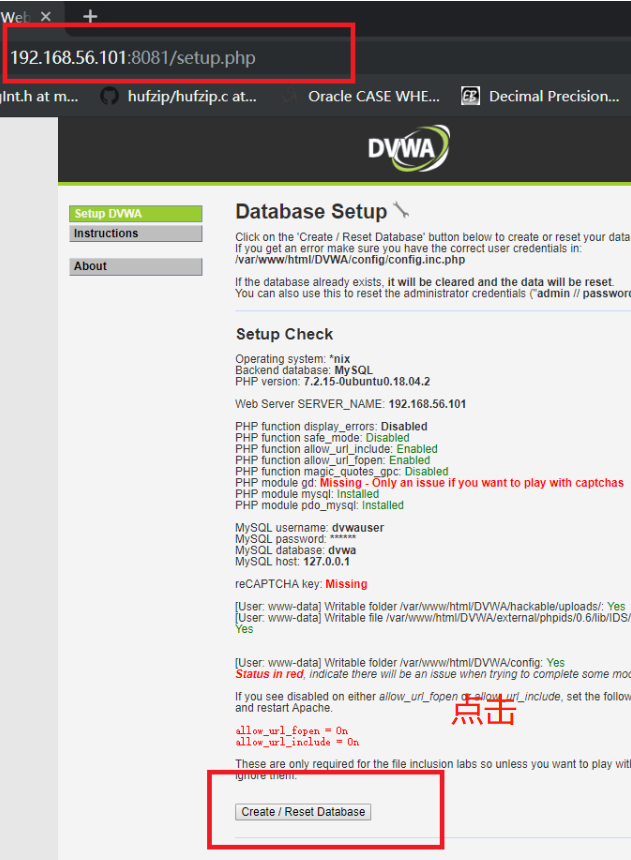 Web
192.168.56.101:8081/setup.php
Int.h at m...
hufzip/hufzip.c at...
Oracle CASE WHE...
Decimal Precision...
DVWA
Setup DVWA
Instructions
About
Database Setup
Click on the 'Create / Reset Database' button below to create or reset your data
If you get an error make sure you have the correct user credentials in:
/var/www/html/DVWA/config/config.inc.php
If the database already exists, it will be cleared and the data will be reset.
You can also use this to reset the administrator credentials ("admin // password
Setup Check
Operating system: *nix
Backend database: MySQL
PHP version: 7.2.15-0ubuntu0.18.04.2
Web Server SERVER_NAME: 192.168.56.101
PHP function display_errors: Disabled
PHP function safe_mode: Disabled
PHP function allow_url_include: Enabled
PHP function allow_url_fopen: Enabled
PHP function magic_quotes_gpc: Disabled
PHP module gd: Missing - Only an issue if you want to play with captchas
PHP module mysql: Installed
PHP module pdo_mysql: Installed
MySQL username: dvwauser
MySQL password: ******
MySQL database: dvwa
MySQL host: 127.0.0.1
reCAPTCHA key: Missing
[User: www-data] Writable folder /var/www/html/DVWA/hackable/uploads/: Yes
[User: www-data] Writable file /var/www/html/DVWA/external/phpids/0.6/lib/IDS/
Yes
[User: www-data] Writable folder /var/www/html/DVWA/config: Yes
Status in red, indicate there will be an issue when trying to complete some mod
If you see disabled on either allow_url_fopen or allow_url_include, set the follow
and restart Apache.
点击
allow_url_fopen = On
allow_url_include = On
These are only required for the file inclusion labs so unless you want to play with
ignore them.
Create / Reset Database